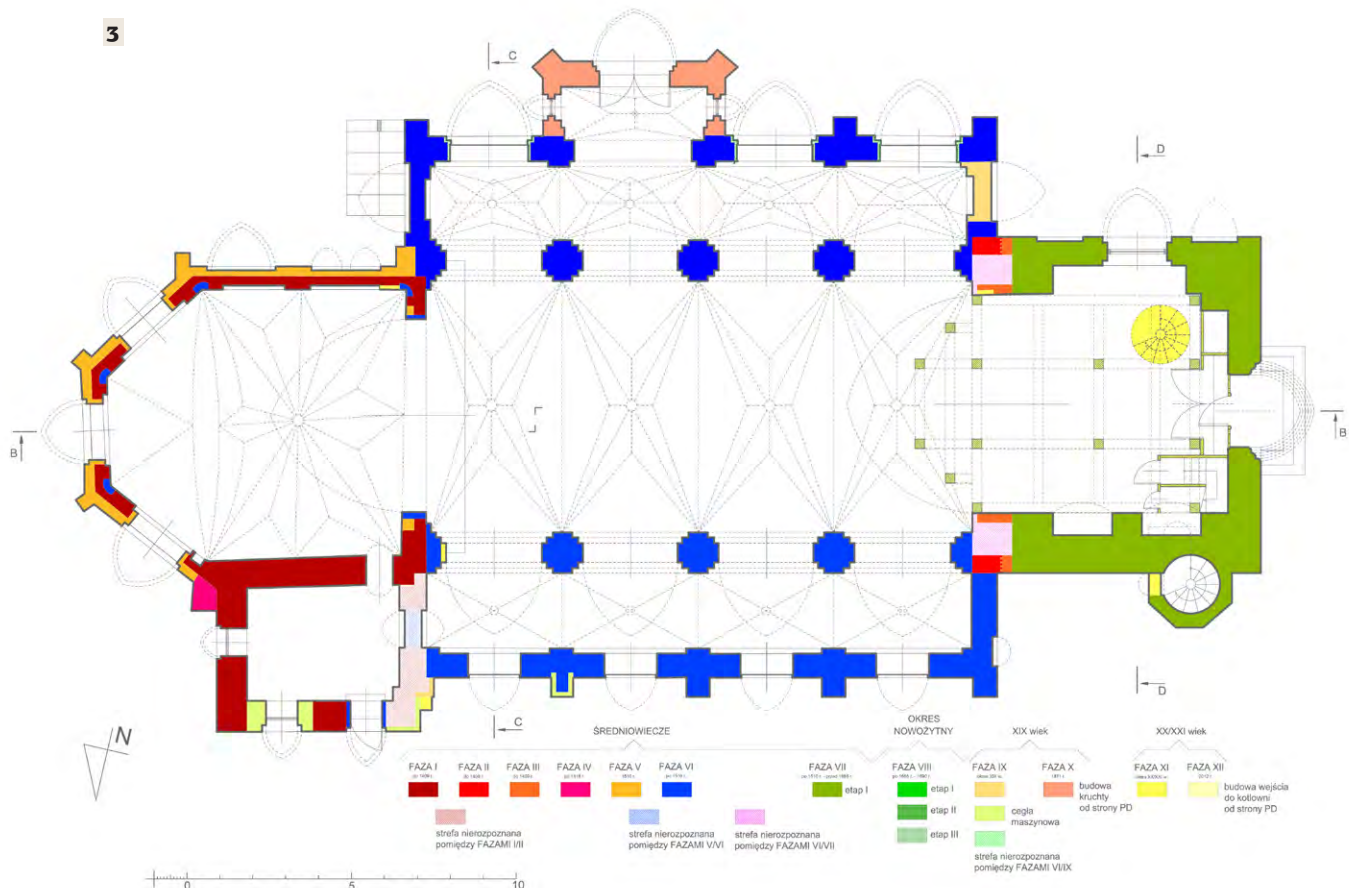 3
C
D
B
B
C
D
N
ŚREDNIOWIECZE
OKRES
NOWOŻYTNY
XIX wiek
XX/XXI wiek
FAZA I
FAZA II
FAZA III
FAZA IV
FAZA V
FAZA VI
FAZA VII
FAZA VIII
FAZA IX
FAZA X
FAZA XI
FAZA XII
etap I
etap I
etap II
etap III
cegła
maszynowa
budowa
kruchty
od strony PD
budowa wejścia
do kotłowni
od strony PD
strefa nierozpoznana
pomiędzy FAZAMI I/II
strefa nierozpoznana
pomiędzy FAZAMI V/VI
strefa nierozpoznana
pomiędzy FAZAMI VI/VII
strefa nierozpoznana
pomiędzy FAZAMI VI/IX
0
5
10